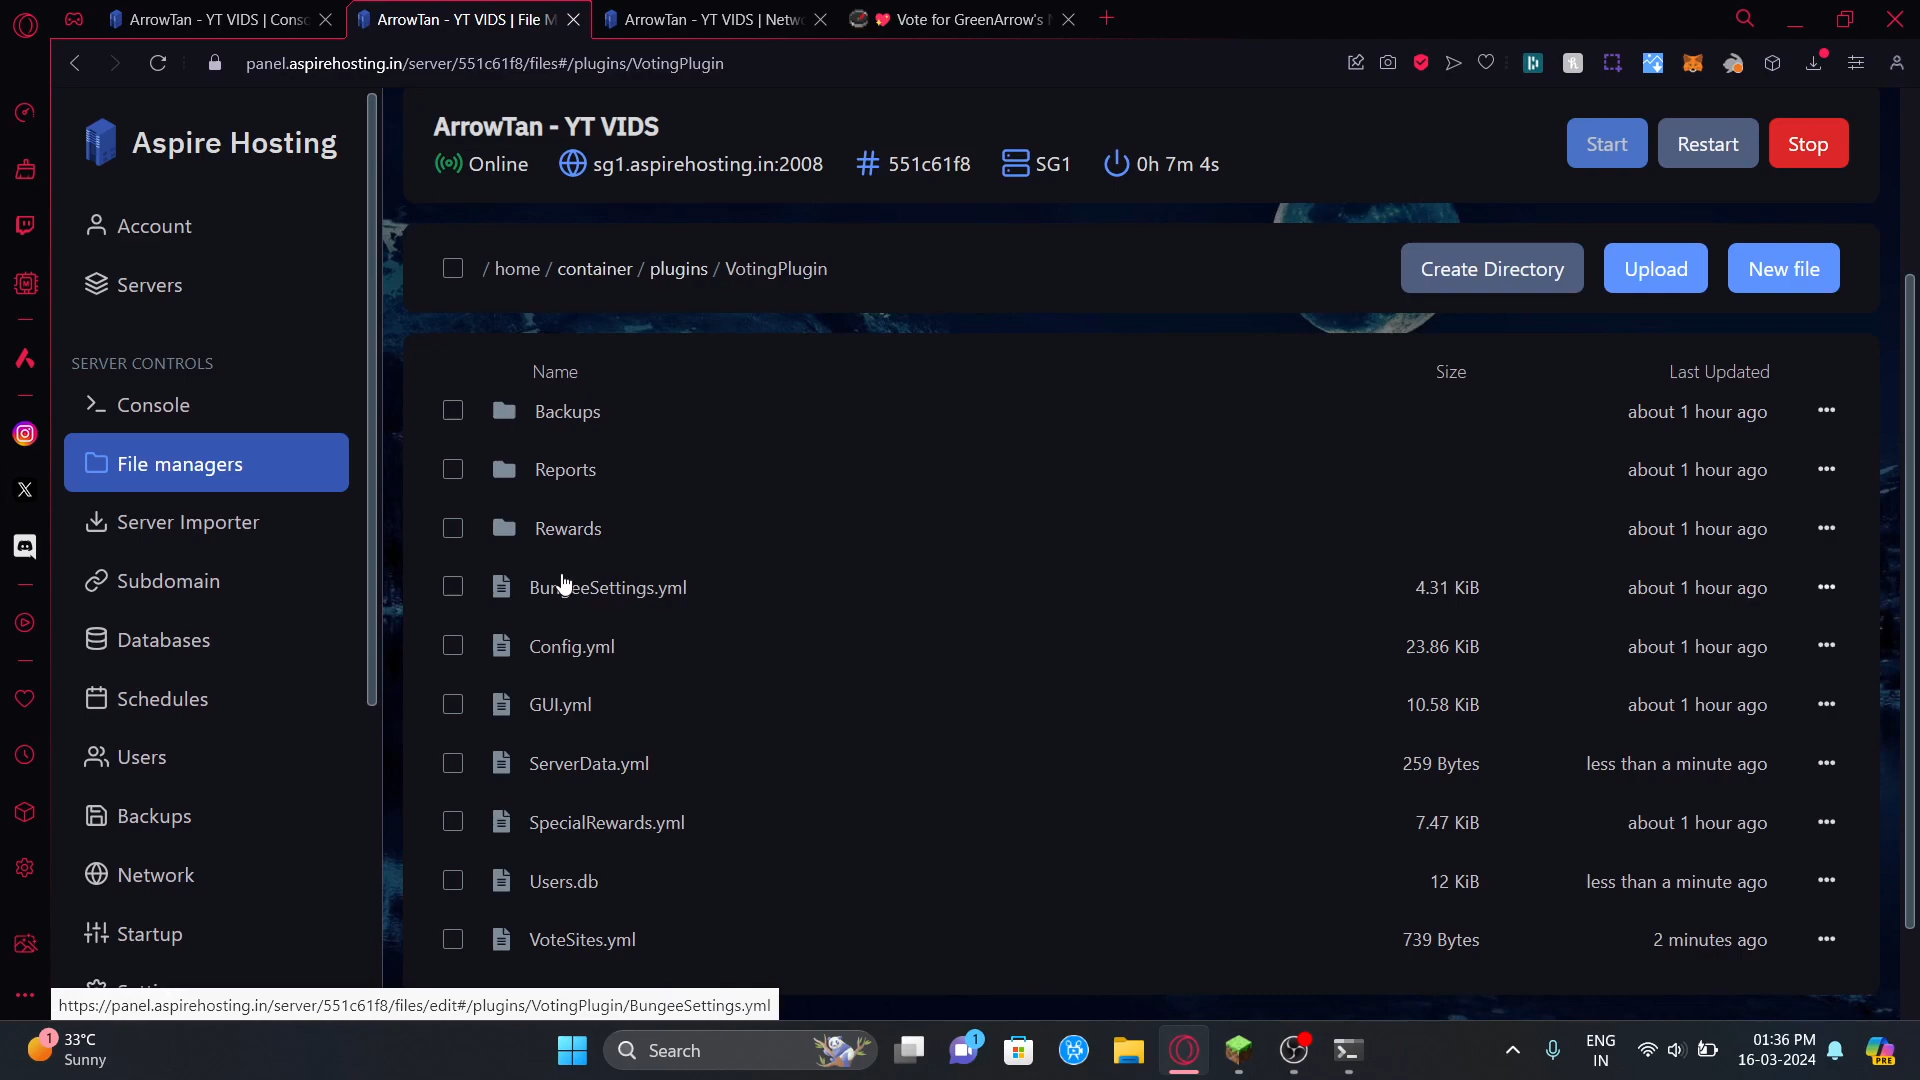 ArrowTan - YT VIDS | Consc
ArrowTan - YT VIDS | File M
ArrowTan - YT VIDS | Netwo
Vote for GreenArrow's
panel.aspirehosting.in/server/551c61f8/files#/plugins/VotingPlugin
Aspire Hosting
ArrowTan - YT VIDS
Online sg1.aspirehosting.in:2008 551c61f8 SG1 0h 7m 4s
Start Restart Stop
Account
Servers
SERVER CONTROLS
Console
File managers
Server Importer
Subdomain
Databases
Schedules
Users
Backups
Network
Startup
/ home / container / plugins / VotingPlugin
Create Directory Upload New file
Name Size Last Updated
Backups about 1 hour ago
Reports about 1 hour ago
Rewards about 1 hour ago
BungeeSettings.yml 4.31 KiB about 1 hour ago
Config.yml 23.86 KiB about 1 hour ago
GUI.yml 10.58 KiB about 1 hour ago
ServerData.yml 259 Bytes less than a minute ago
SpecialRewards.yml 7.47 KiB about 1 hour ago
Users.db 12 KiB less than a minute ago
VoteSites.yml 739 Bytes 2 minutes ago
https://panel.aspirehosting.in/server/551c61f8/files/edit#/plugins/VotingPlugin/BungeeSettings.yml
1
33°C
Sunny
Search
1
ENG
IN
01:36 PM
16-03-2024
PRE